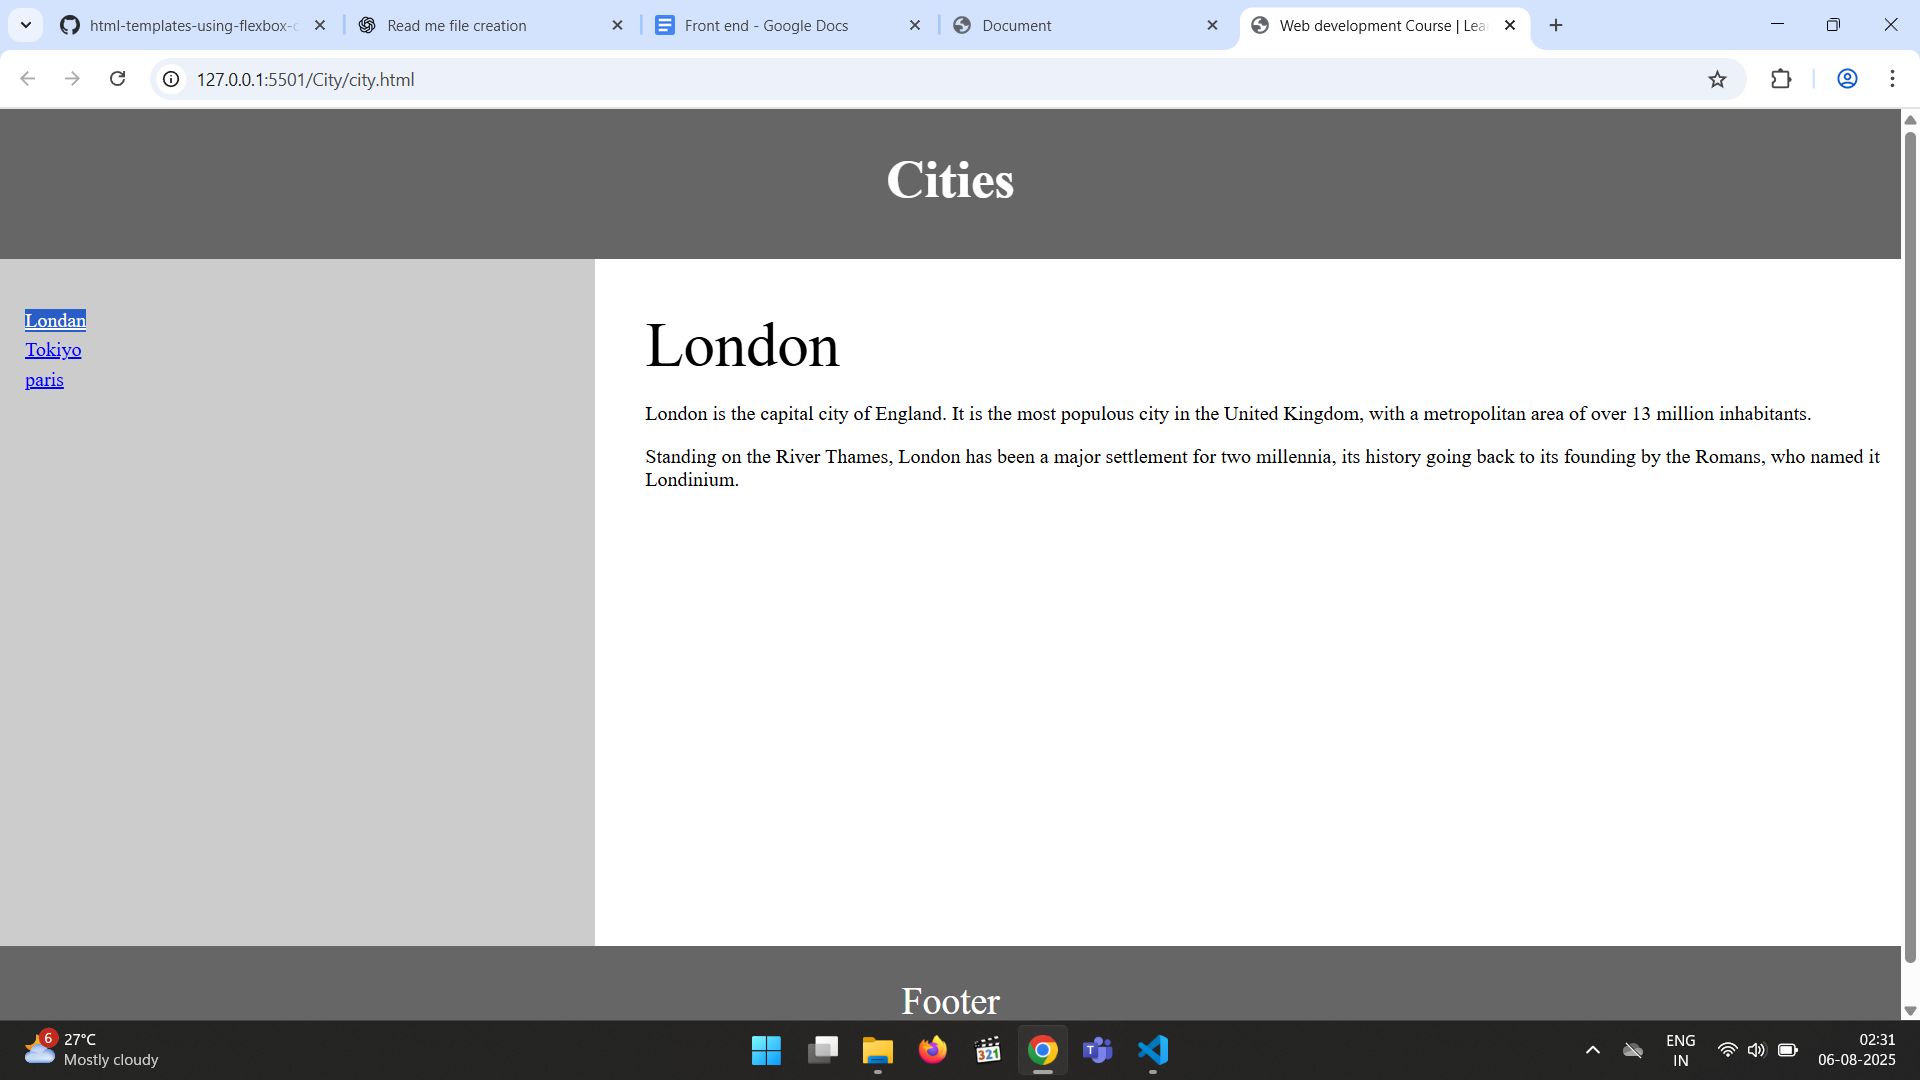 html-templates-using-flexbox-c
Read me file creation
Front end - Google Docs
Document
Web development Course | Lea
127.0.0.1:5501/City/city.html
Cities
Londan
Tokiyo
paris
London
London is the capital city of England. It is the most populous city in the United Kingdom, with a metropolitan area of over 13 million inhabitants.
Standing on the River Thames, London has been a major settlement for two millennia, its history going back to its founding by the Romans, who named it
Londinium.
Footer
6
27°C
Mostly cloudy
321
T
ENG
IN
02:31
06-08-2025